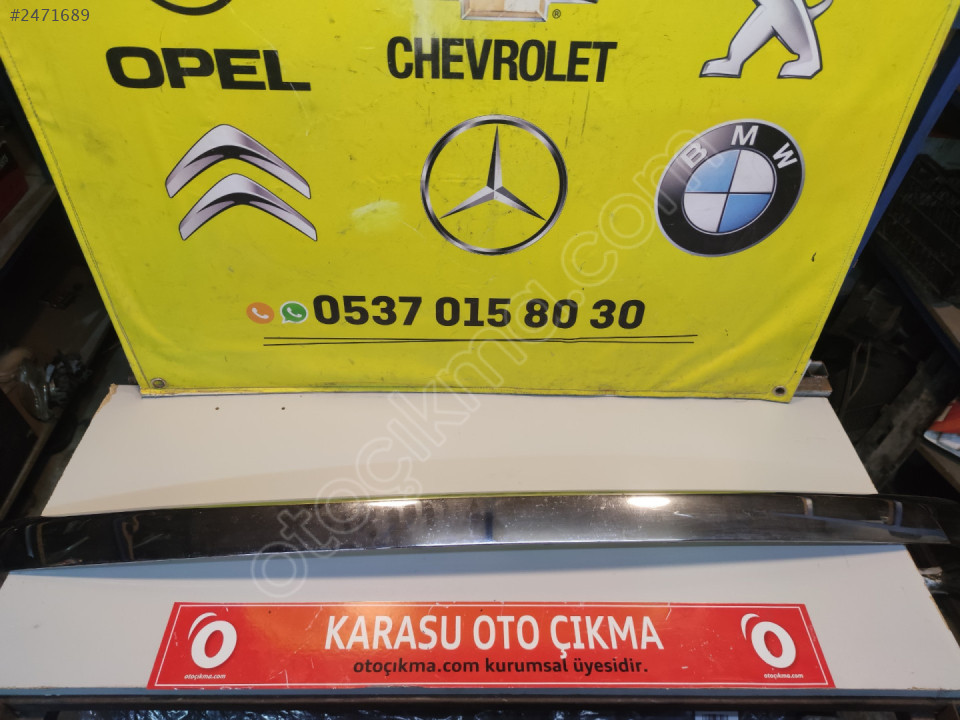 #2471689
OPEL
CHEVROLET
®
BMW
0537 015 80 30
otoçıkma.com
KARASU OTO ÇIKMA
otoçıkma.com kurumsal üyesidir.
otoçıkma.com
otoçıkma.com